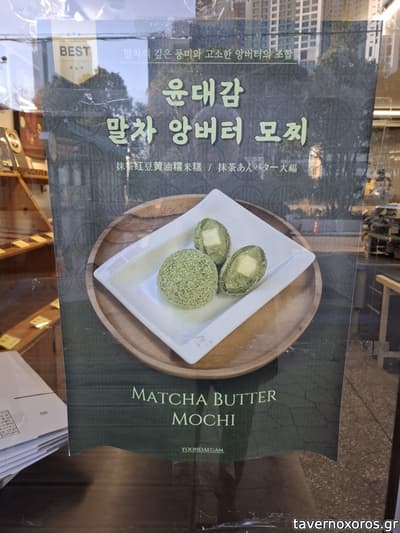 BEST
말차의 깊은 풍미와 고소한 앙버터의 조합
윤대감
말차 앙버터 모찌
抹茶紅豆黄油糯米糕 / 抹茶あんバター大福
MATCHA BUTTER
MOCHI
YOONDAEGAM
tavernoxoros.gr